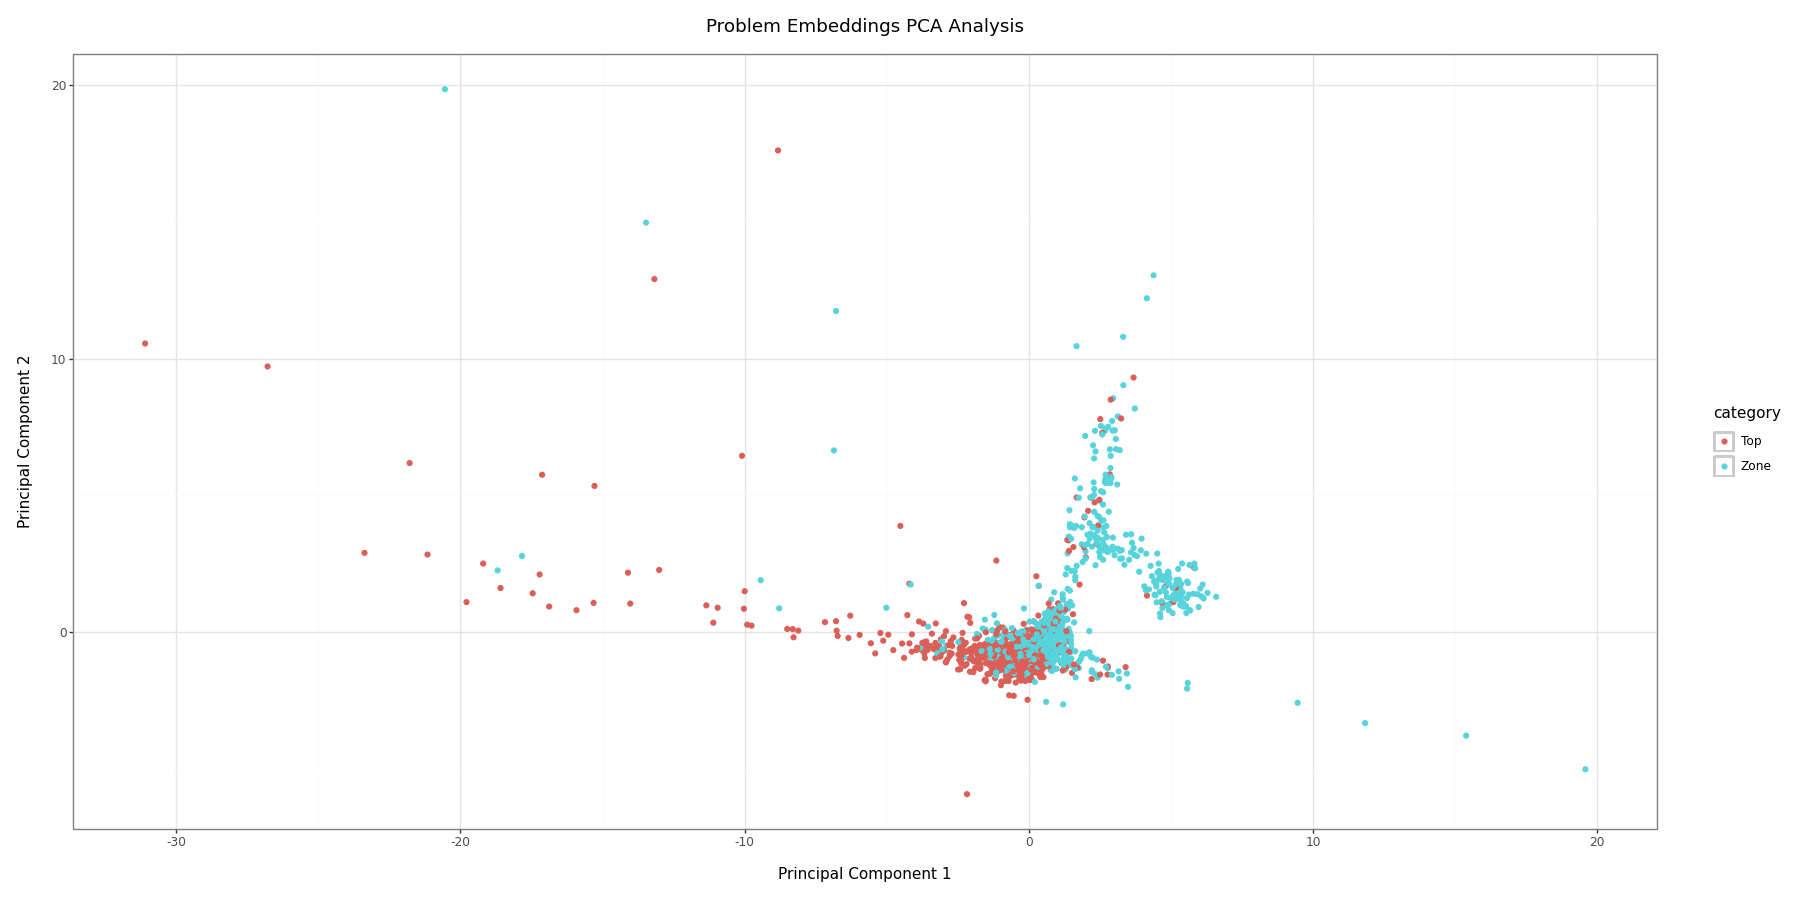 Problem Embeddings PCA Analysis
20
10
0
Principal Component 2
-30
-20
-10
0
10
20
Principal Component 1
category
Top
Zone